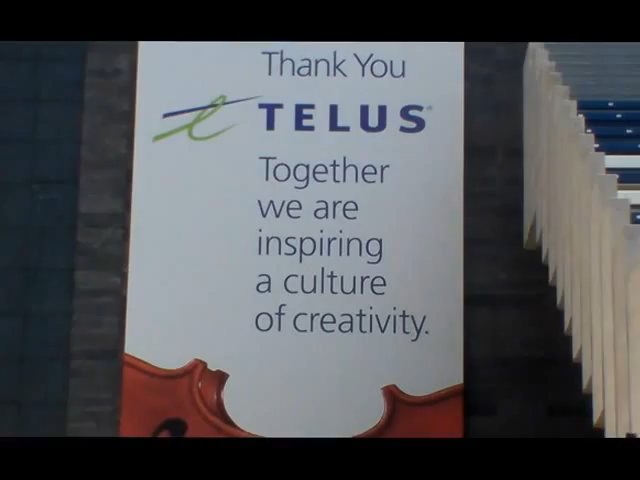 Thank You
TELUS®
Together
we are
inspiring
a culture
of creativity.